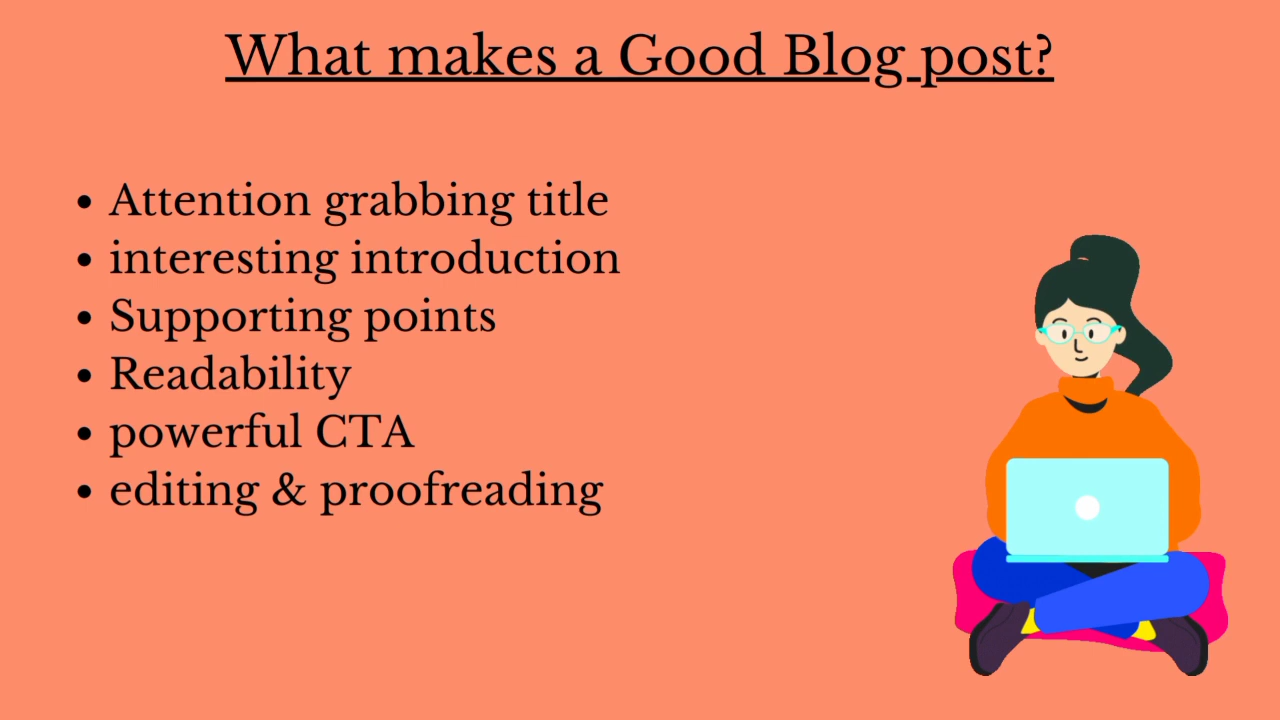 What makes a Good Blog post?
• Attention grabbing title
• interesting introduction
• Supporting points
• Readability
• powerful CTA
• editing & proofreading